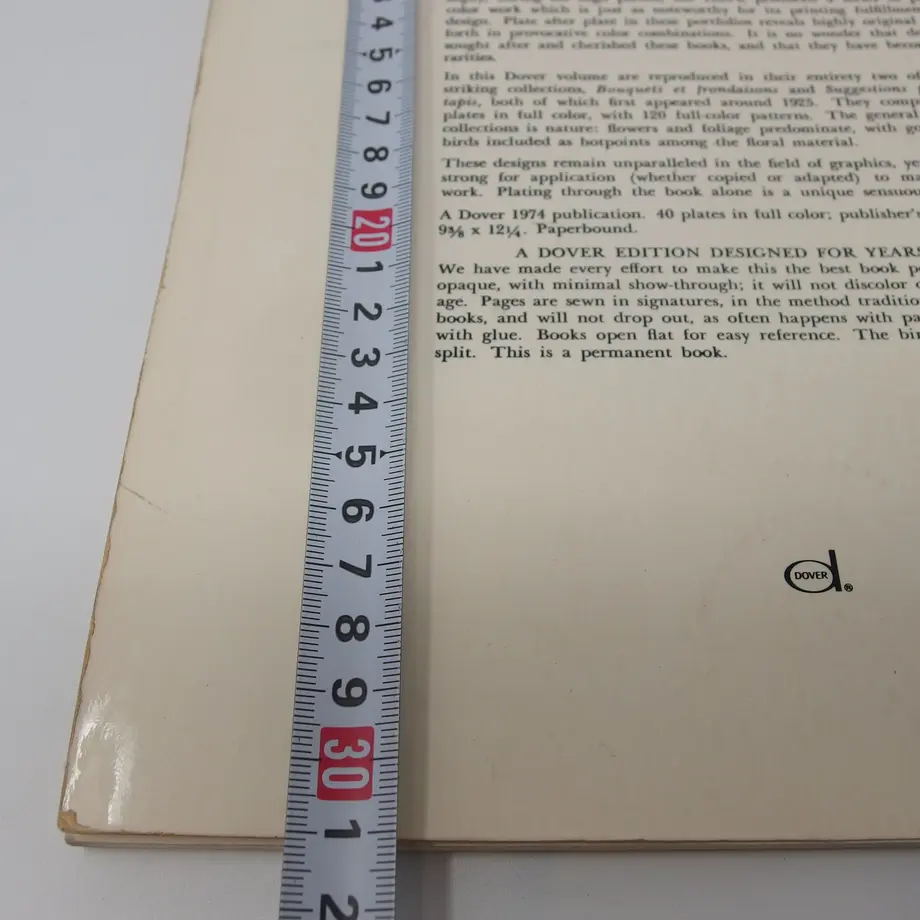 color work which is just as noteworthy for its printing
design. Plate after plate in these portfolios reveals highly original
forth in provocative color combinations. It is no wonder that
sought after and cherished these books, and that they have
rarities.
In this Dover volume are reproduced in their entirety two
striking collections, Bouquets et frondaisons and Suggestions
tapis, both of which first appeared around 1925. They
plates in full color, with 120 full-color patterns. The general
collections is nature: flowers and foliage predominate, with
birds included as hotpoints among the floral material.
These designs remain unparalleled in the field of graphics,
strong for application (whether copied or adapted) to
work. Plating through the book alone is a unique
A Dover 1974 publication. 40 plates in full color; publisher's
9⅜ x 12¼. Paperbound.
A DOVER EDITION DESIGNED FOR YEARS
We have made every effort to make this the best book
opaque, with minimal show-through; it will not discolor
age. Pages are sewn in signatures, in the method
books, and will not drop out, as often happens with
with glue. Books open flat for easy reference. The
split. This is a permanent book.
DOVER ®
4
5
6
7
8
9
20
1
2
3
4
5
6
7
8
9
30
1
2